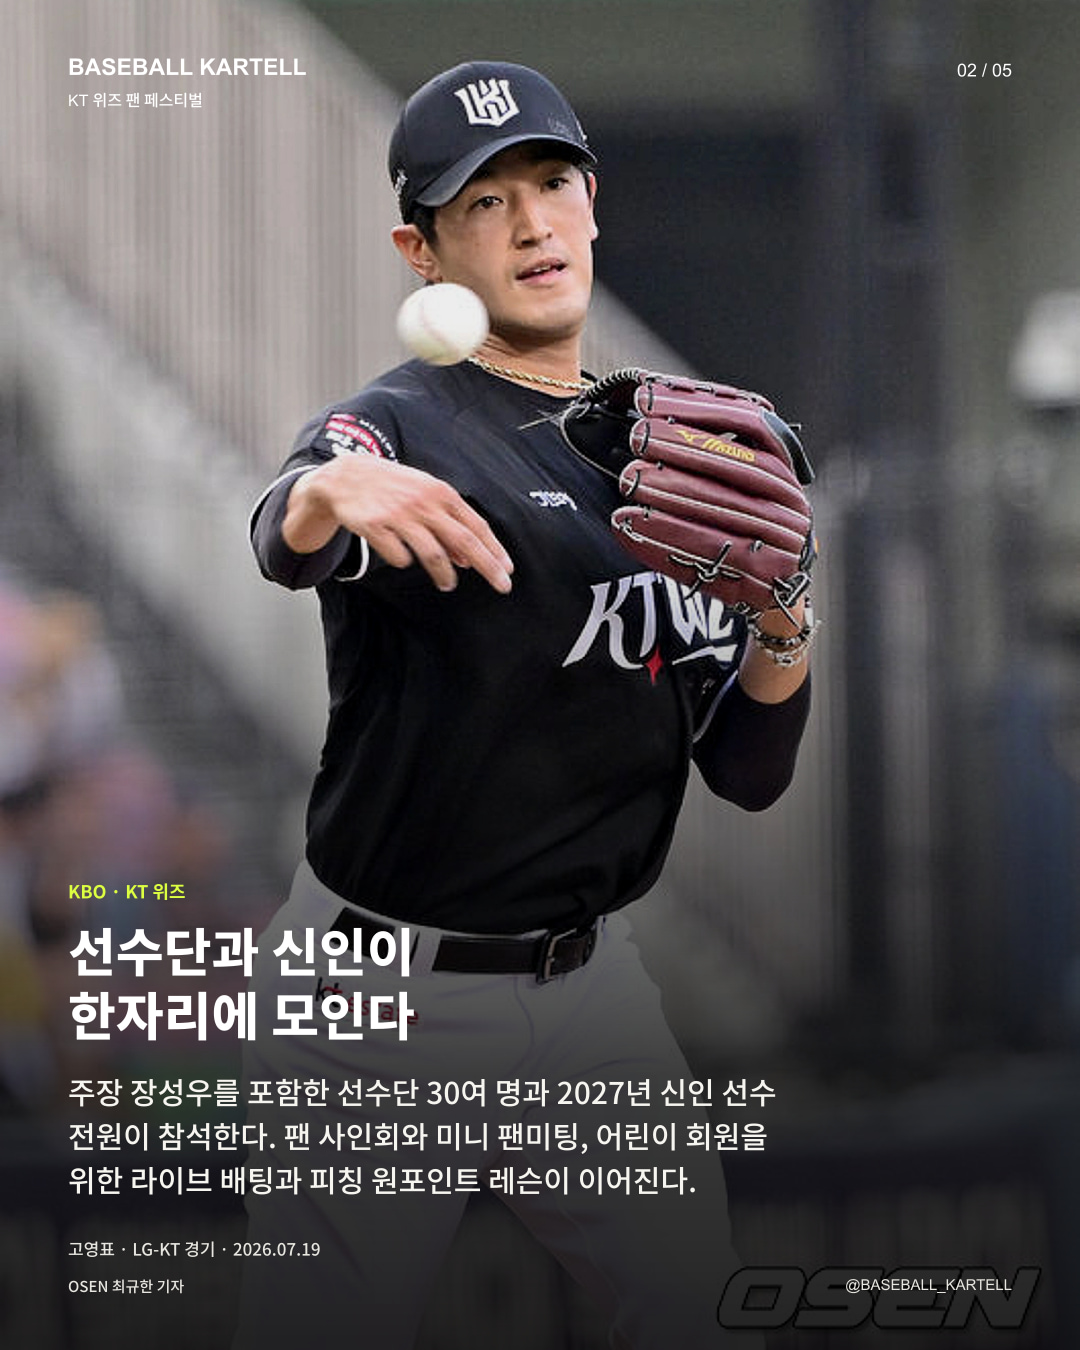 BASEBALL KARTELL
02 / 05
KT 위즈 팬 페스티벌
MIZUNO
KT WIZ
KBO · KT 위즈
선수단과 신인이
한자리에 모인다
주장 장성우를 포함한 선수단 30여 명과 2027년 신인 선수
전원이 참석한다. 팬 사인회와 미니 팬미팅, 어린이 회원을
위한 라이브 배팅과 피칭 원포인트 레슨이 이어진다.
고영표 · LG-KT 경기 · 2026.07.19
OSEN 최규한 기자
@BASEBALL_KARTELL
OSEN